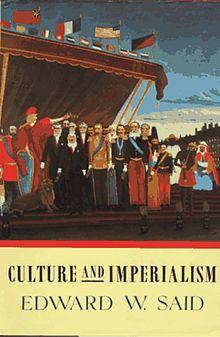 CULTURE AND IMPERIALISM
EDWARD W. SAID